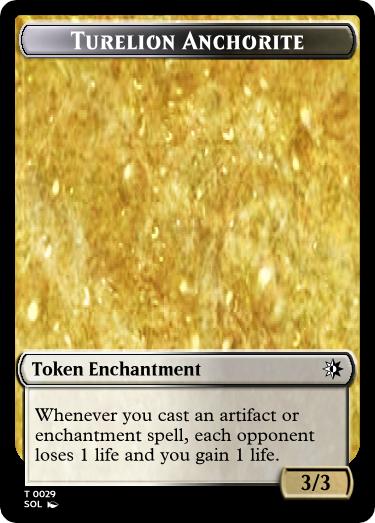 Turelion Anchorite
Token Enchantment
Whenever you cast an artifact or
enchantment spell, each opponent
loses 1 life and you gain 1 life.
3/3
T 0029
SOL